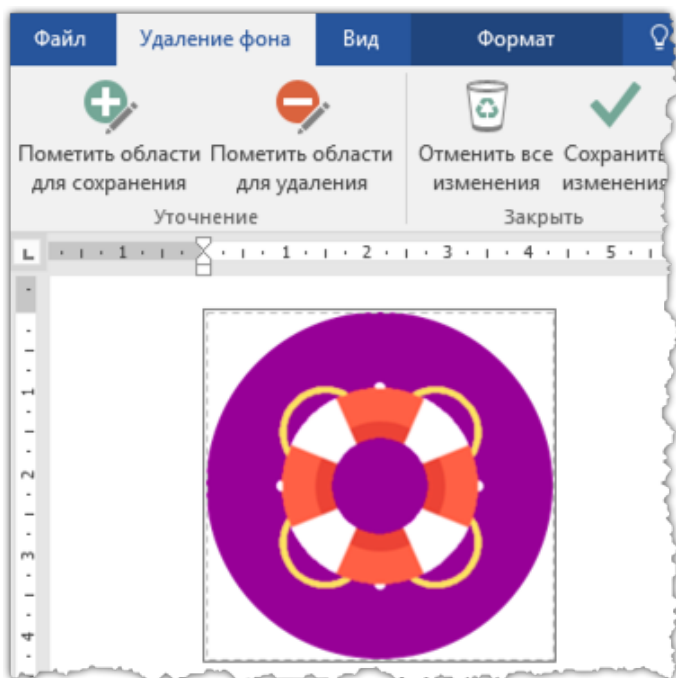 Файл Удаление фона Вид Формат
Пометить области Пометить области Отменить все Сохранить
для сохранения для удаления изменения изменения
Уточнение Закрыть
L 1 1 2 3 4 5
1
2
3
4